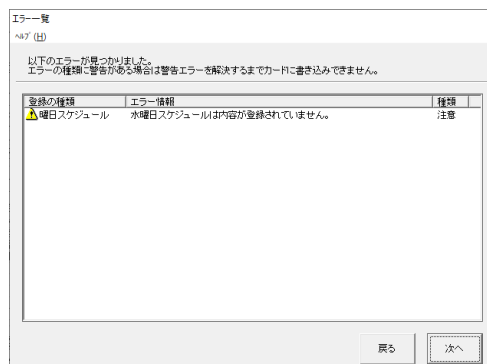 エラー一覧
ヘルプ(H)
以下のエラーが見つかりました。
エラーの種類に警告がある場合は警告エラーを解決するまでカードに書き込みできません。
登録の種類 エラー情報 種類
曜日スケジュール 水曜日スケジュールは内容が登録されていません。 注意
戻る 次へ